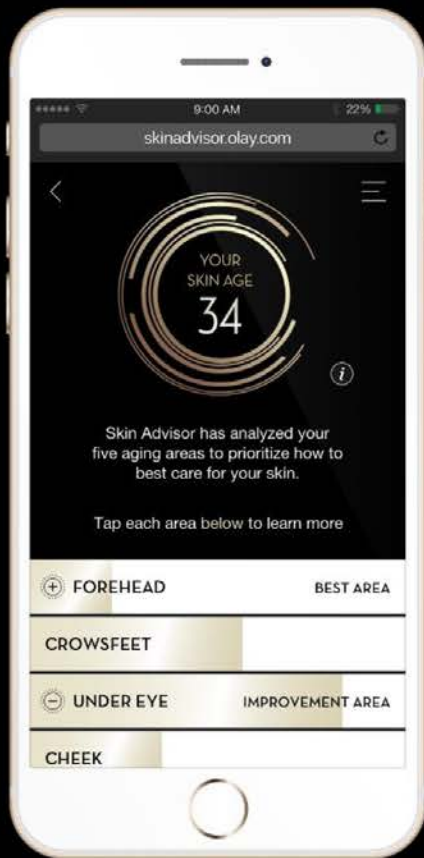 9:00 AM 22%
skinadvisor.olay.com
YOUR
SKIN AGE
34
i
Skin Advisor has analyzed your
five aging areas to prioritize how to
best care for your skin.
Tap each area below to learn more
FOREHEAD BEST AREA
CROWSFEET
UNDER EYE IMPROVEMENT AREA
CHEEK